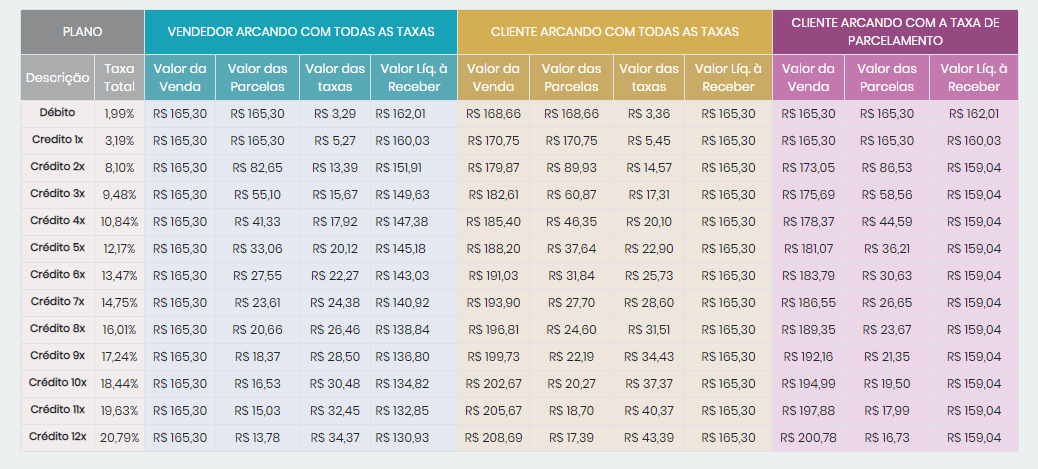 PLANO VENDEDOR ARCANDO COM TODAS AS TAXAS CLIENTE ARCANDO COM TODAS AS TAXAS CLIENTE ARCANDO COM A TAXA DE
PARCELAMENTO
Descrição Taxa Total Valor da Venda Valor das Parcelas Valor das taxas Valor Líq. à Receber Valor da Venda Valor das Parcelas Valor das taxas Valor Líq. à Receber Valor da Venda Valor das Parcelas Valor Líq. à Receber
Débito 1,99% R$ 165,30 R$ 165,30 R$ 3,29 R$ 162,01 R$ 168,66 R$ 168,66 R$ 3,36 R$ 165,30 R$ 165,30 R$ 165,30 R$ 162,01
Credito 1x 3,19% R$ 165,30 R$ 165,30 R$ 5,27 R$ 160,03 R$ 170,75 R$ 170,75 R$ 5,45 R$ 165,30 R$ 165,30 R$ 165,30 R$ 160,03
Crédito 2x 8,10% R$ 165,30 R$ 82,65 R$ 13,39 R$ 151,91 R$ 179,87 R$ 89,93 R$ 14,57 R$ 165,30 R$ 173,05 R$ 86,53 R$ 159,04
Crédito 3x 9,48% R$ 165,30 R$ 55,10 R$ 15,67 R$ 149,63 R$ 182,61 R$ 60,87 R$ 17,31 R$ 165,30 R$ 175,69 R$ 58,56 R$ 159,04
Crédito 4x 10,84% R$ 165,30 R$ 41,33 R$ 17,92 R$ 147,38 R$ 185,40 R$ 46,35 R$ 20,10 R$ 165,30 R$ 178,37 R$ 44,59 R$ 159,04
Crédito 5x 12,17% R$ 165,30 R$ 33,06 R$ 20,12 R$ 145,18 R$ 188,20 R$ 37,64 R$ 22,90 R$ 165,30 R$ 181,07 R$ 36,21 R$ 159,04
Crédito 6x 13,47% R$ 165,30 R$ 27,55 R$ 22,27 R$ 143,03 R$ 191,03 R$ 31,84 R$ 25,73 R$ 165,30 R$ 183,79 R$ 30,63 R$ 159,04
Crédito 7x 14,75% R$ 165,30 R$ 23,61 R$ 24,38 R$ 140,92 R$ 193,90 R$ 27,70 R$ 28,60 R$ 165,30 R$ 186,55 R$ 26,65 R$ 159,04
Crédito 8x 16,01% R$ 165,30 R$ 20,66 R$ 26,46 R$ 138,84 R$ 196,81 R$ 24,60 R$ 31,51 R$ 165,30 R$ 189,35 R$ 23,67 R$ 159,04
Crédito 9x 17,24% R$ 165,30 R$ 18,37 R$ 28,50 R$ 136,80 R$ 199,73 R$ 22,19 R$ 34,43 R$ 165,30 R$ 192,16 R$ 21,35 R$ 159,04
Crédito 10x 18,44% R$ 165,30 R$ 16,53 R$ 30,48 R$ 134,82 R$ 202,67 R$ 20,27 R$ 37,37 R$ 165,30 R$ 194,99 R$ 19,50 R$ 159,04
Crédito 11x 19,63% R$ 165,30 R$ 15,03 R$ 32,45 R$ 132,85 R$ 205,67 R$ 18,70 R$ 40,37 R$ 165,30 R$ 197,88 R$ 17,99 R$ 159,04
Crédito 12x 20,79% R$ 165,30 R$ 13,78 R$ 34,37 R$ 130,93 R$ 208,69 R$ 17,39 R$ 43,39 R$ 165,30 R$ 200,78 R$ 16,73 R$ 159,04